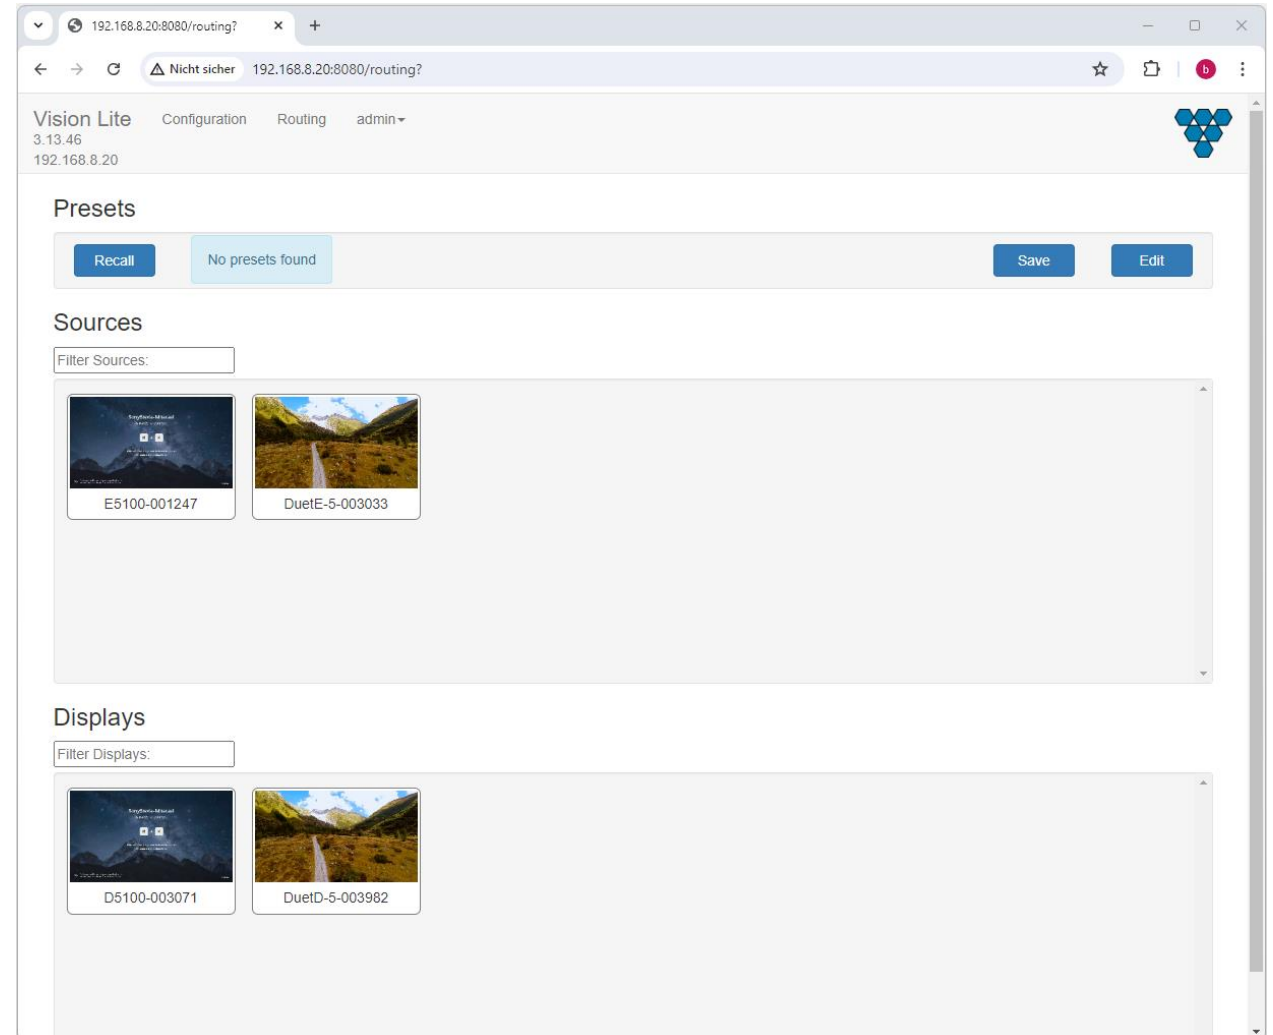 192.168.8.20:8080/routing?
Nicht sicher 192.168.8.20:8080/routing?
b
Vision Lite Configuration Routing admin
3.13.46
192.168.8.20
Presets
Recall No presets found Save Edit
Sources
Filter Sources:
E5100-001247 DuetE-5-003033
Displays
Filter Displays:
D5100-003071 DuetD-5-003982